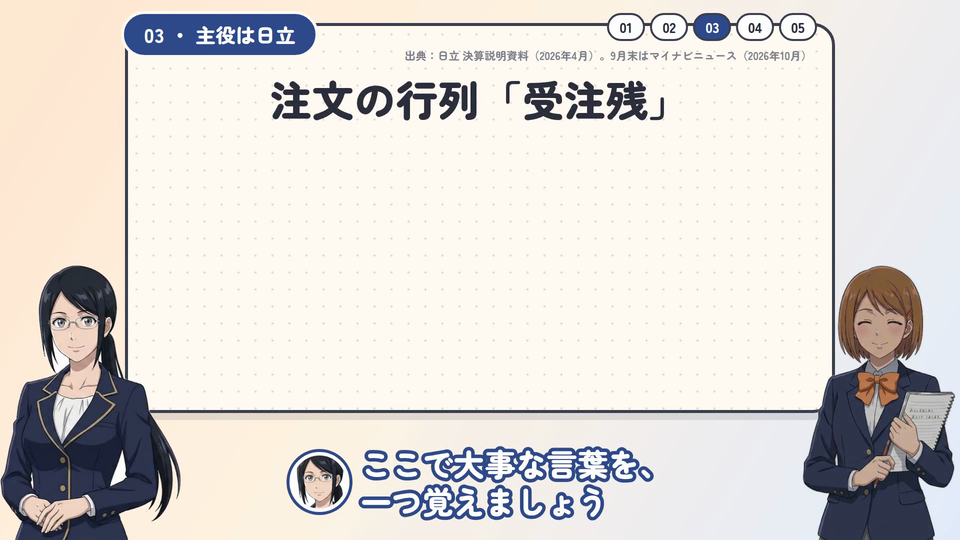 03 ・ 主役は日立
01 02 03 04 05
出典：日立 決算説明資料（2026年4月）。9月末はマイナビニュース（2026年10月）
注文の行列「受注残」
ここで大事な言葉を、
一つ覚えましょう